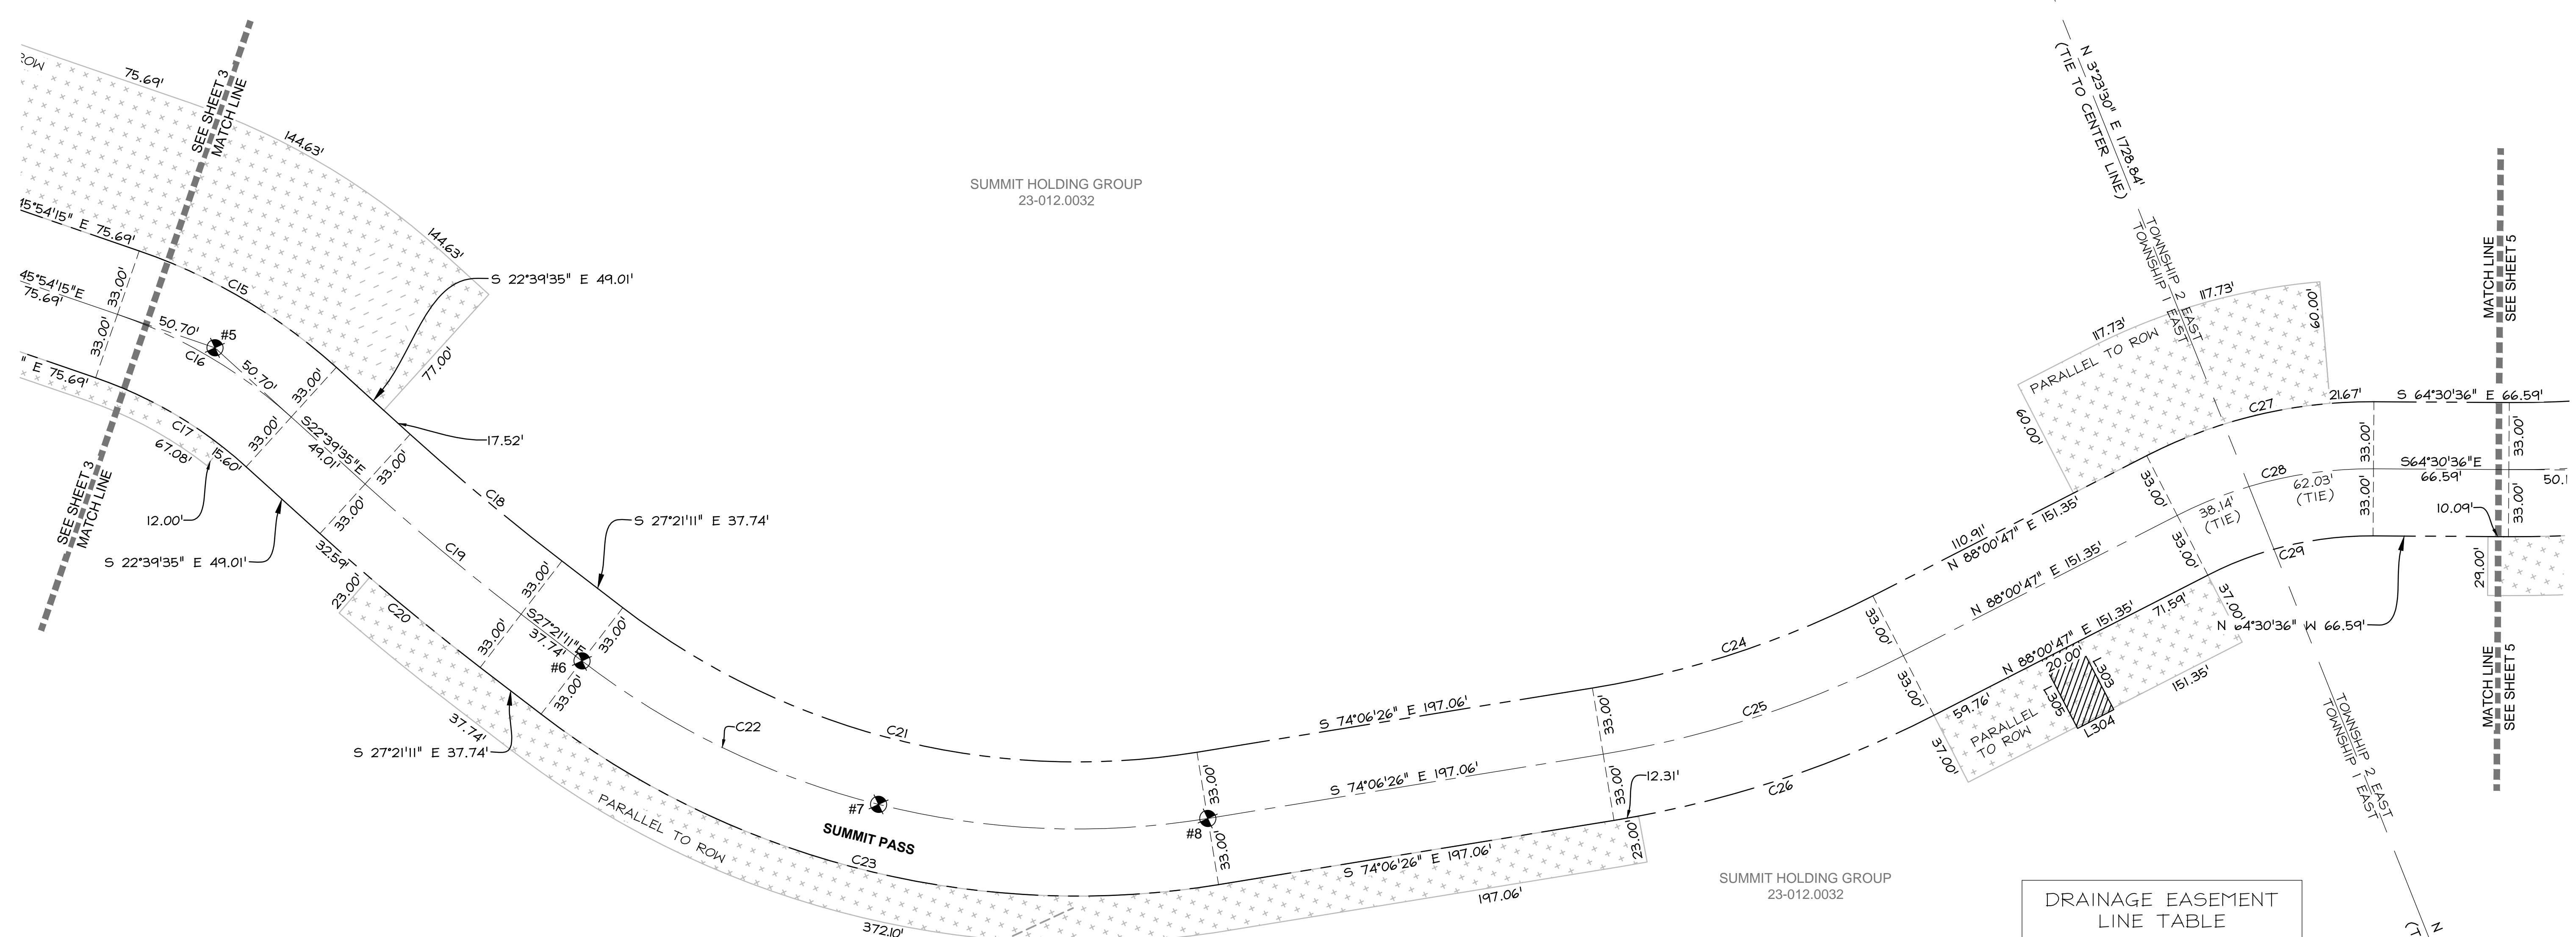 ROW
75.69'
SEE SHEET 3
MATCH LINE
144.63'
144.63'
45°54'15" E 75.69'
45°54'15"E
75.69'
33.00'
33.00'
" E 75.69'
50.70'
C16
#5
50.70'
C15
S 22°39'35" E 49.01'
77.00'
17.52'
33.00'
33.00'
S22°39'35"E
49.01'
33.00'
33.00'
C17
67.08'
15.60'
12.00'
SEE SHEET 3
MATCH LINE
S 22°39'35" E 49.01'
32.59'
23.00'
C20
C18
C19
S 27°21'11" E 37.74'
33.00'
33.00'
S27°21'11"E
37.74'
#6
33.00'
33.00'
37.74'
S 27°21'11" E 37.74'
C22
C21
PARALLEL TO ROW
#7
SUMMIT PASS
C23
372.10'
SUMMIT HOLDING GROUP
23-012.0032
33.00'
#8
33.00'
S 74°06'26" E 197.06'
S 74°06'26" E 197.06'
S 74°06'26" E 197.06'
197.06'
33.00'
33.00'
12.31'
23.00'
C24
C25
C26
SUMMIT HOLDING GROUP
23-012.0032
33.00'
33.00'
37.00'
110.91'
N 88°00'47" E 151.35'
N 88°00'47" E 151.35'
N 88°00'47" E 151.35'
59.76'
20.00'
71.59'
L305
L303
L304
PARALLEL
TO ROW
151.35'
37.00'
N 3°23'30" E 1728.84'
(TIE TO CENTER LINE)
TOWNSHIP 2 EAST
TOWNSHIP 1 EAST
117.73'
117.73'
PARALLEL TO ROW
60.00'
60.00'
C27
21.67'
S 64°30'36" E 66.59'
33.00'
33.00'
C28
38.14'
(TIE)
62.03'
(TIE)
33.00'
33.00'
S64°30'36"E
66.59'
50.1
33.00'
33.00'
10.09'
C29
29.00'
N 64°30'36" W 66.59'
MATCH LINE
SEE SHEET 5
MATCH LINE
SEE SHEET 5
TOWNSHIP 2 EAST
TOWNSHIP 1 EAST
DRAINAGE EASEMENT
LINE TABLE
N
(T